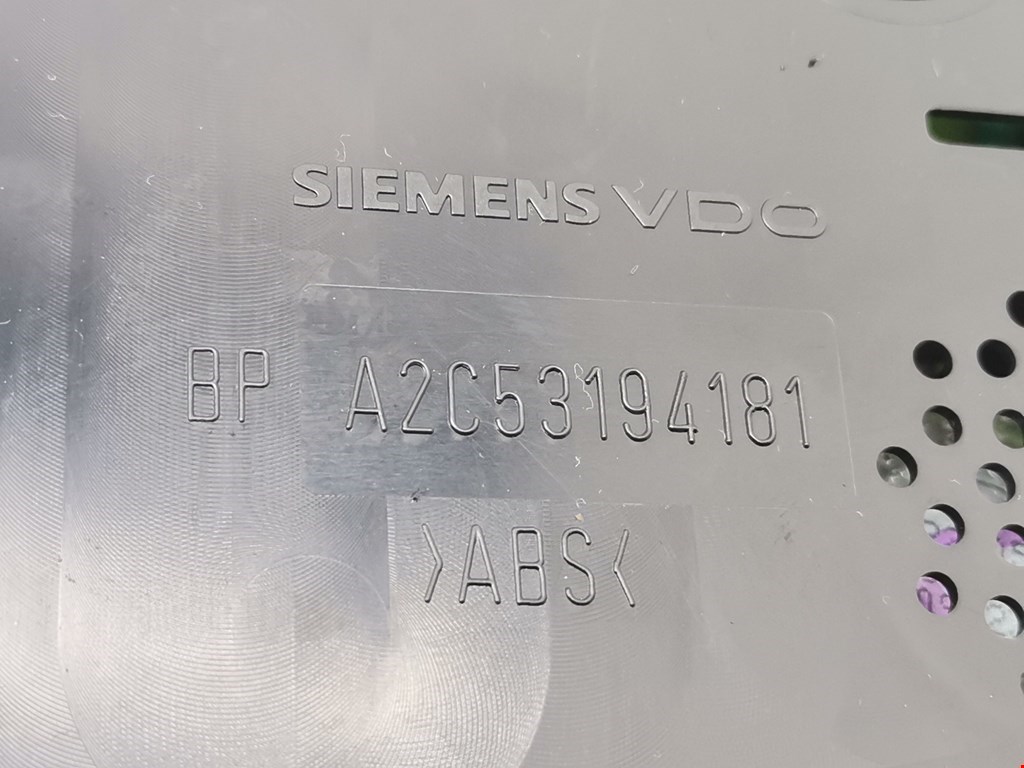 SIEMENS VDO
BP A2C53194181
>ABS<